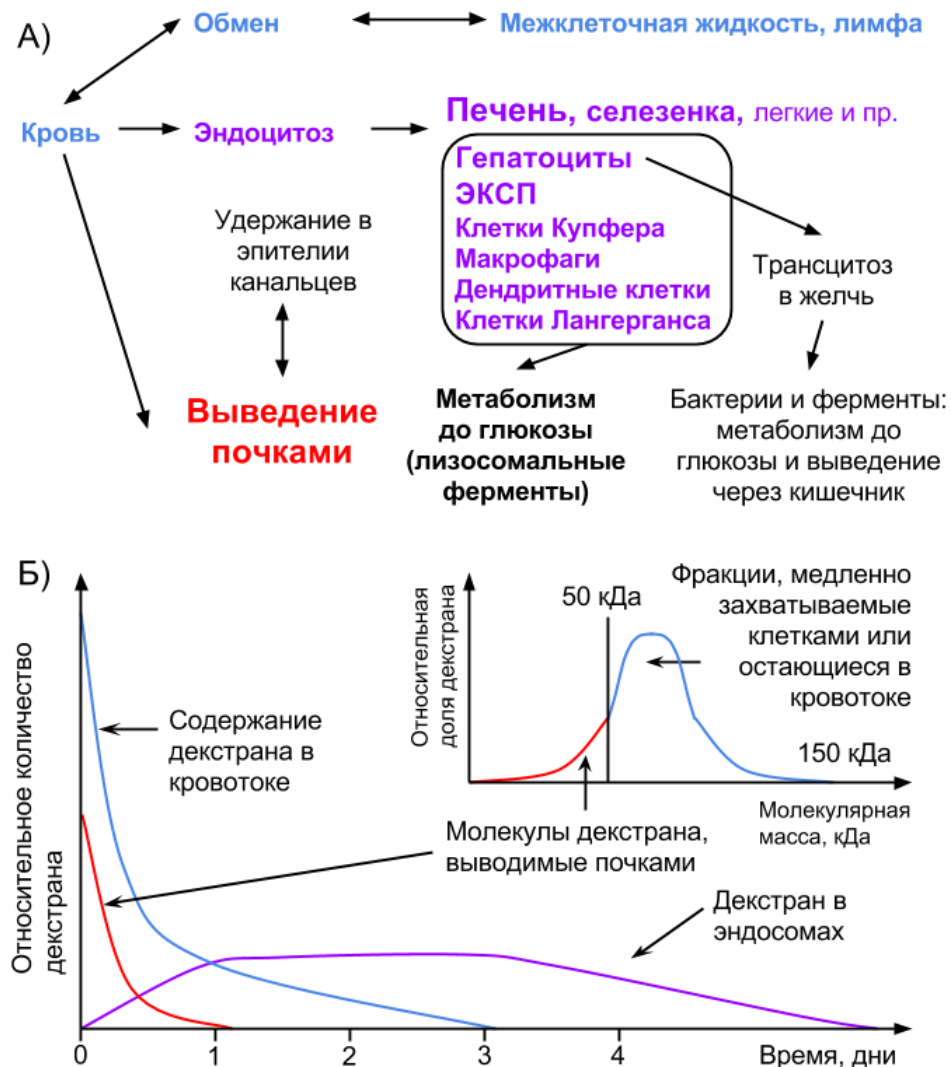 А)
Обмен
Межклеточная жидкость, лимфа
Кровь
Эндоцитоз
Печень, селезенка, легкие и пр.
Гепатоциты
ЭКСП
Клетки Купфера
Макрофаги
Дендритные клетки
Клетки Лангерганса
Удержание в
эпителии
канальцев
Трансцитоз
в желчь
Выведение
почками
Метаболизм
до глюкозы
(лизосомальные
ферменты)
Бактерии и ферменты:
метаболизм до
глюкозы и выведение
через кишечник
Б)
Относительное количество
декстрана
Содержание
декстрана в
кровотоке
Относительная
доля декстрана
50 кДа
Фракции, медленно
захватываемые
клетками или
остающиеся в
кровотоке
150 кДа
Молекулярная
масса, кДа
Молекулы декстрана,
выводимые почками
Декстран в
эндосомах
0 1 2 3 4 Время, дни